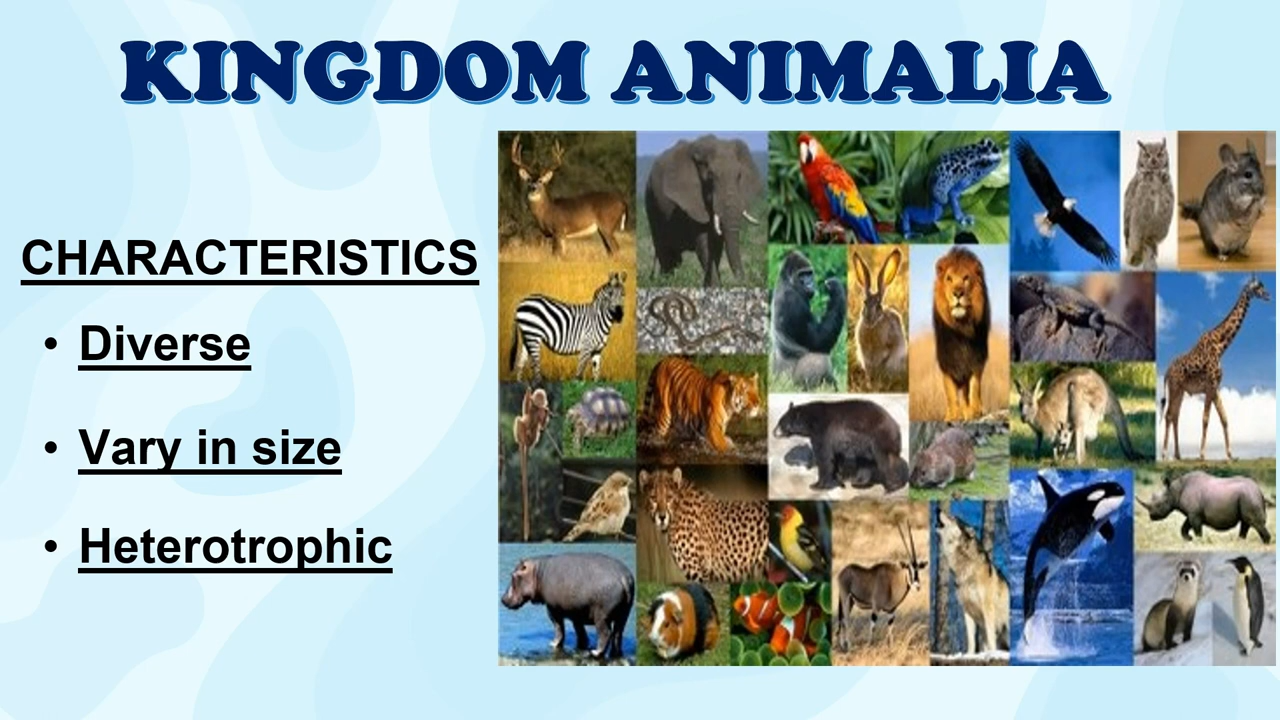 KINGDOM ANIMALIA
CHARACTERISTICS
• Diverse
• Vary in size
• Heterotrophic